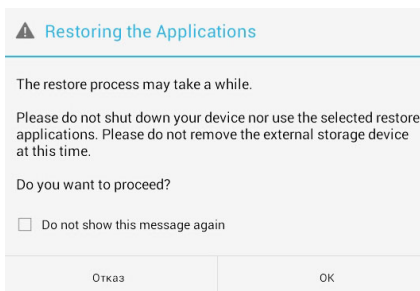 Restoring the Applications
The restore process may take a while.
Please do not shut down your device nor use the selected restore
applications. Please do not remove the external storage device
at this time.
Do you want to proceed?
Do not show this message again
Отказ
OK